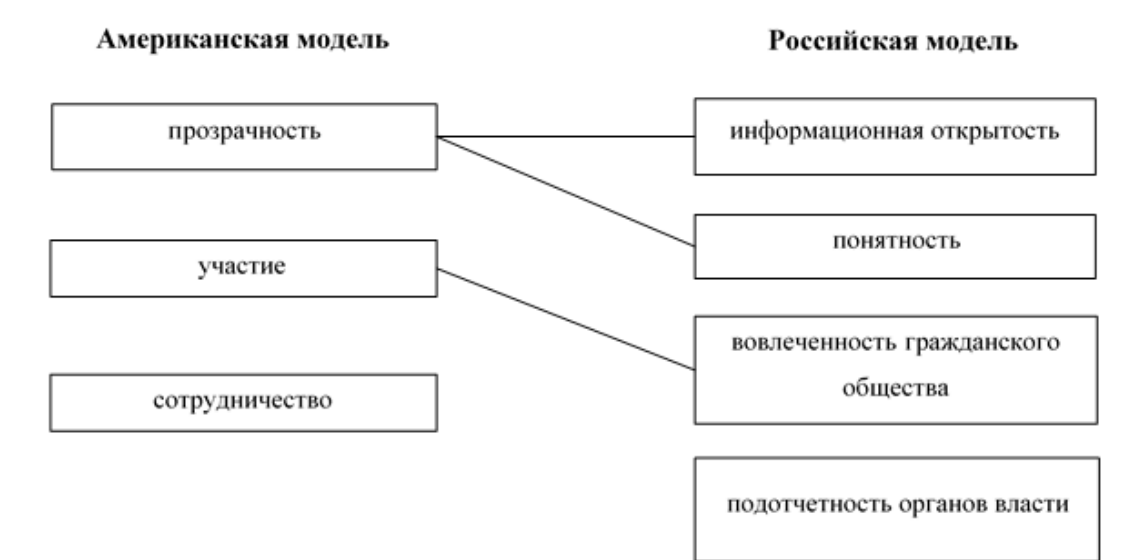 Американская модель
Российская модель
прозрачность
информационная открытость
понятность
участие
вовлеченность гражданского
общества
сотрудничество
подотчетность органов власти